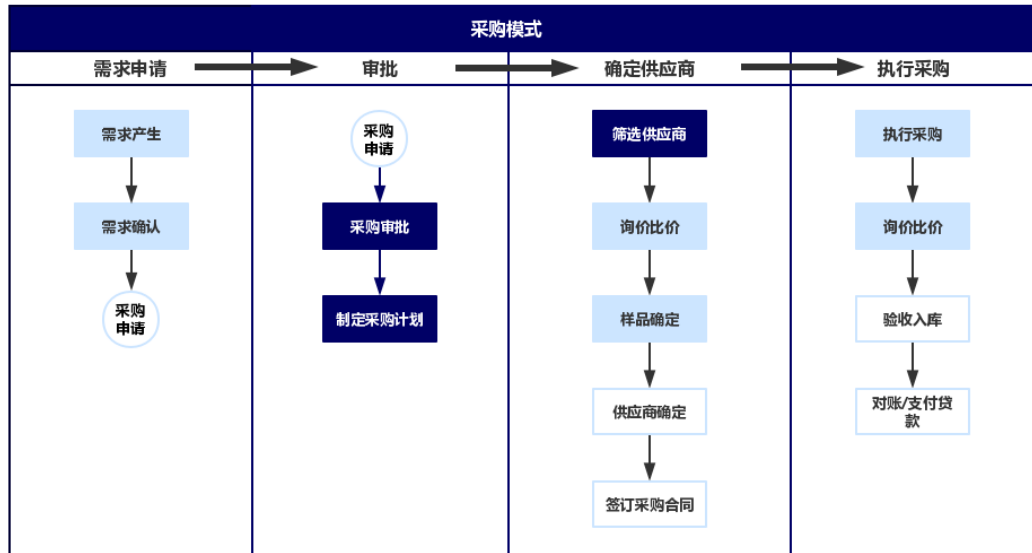 采购模式
需求申请
审批
确定供应商
执行采购
需求产生
需求确认
采购
申请
采购
申请
采购审批
制定采购计划
筛选供应商
询价比价
样品确定
供应商确定
签订采购合同
执行采购
询价比价
验收入库
对账/支付贷
款